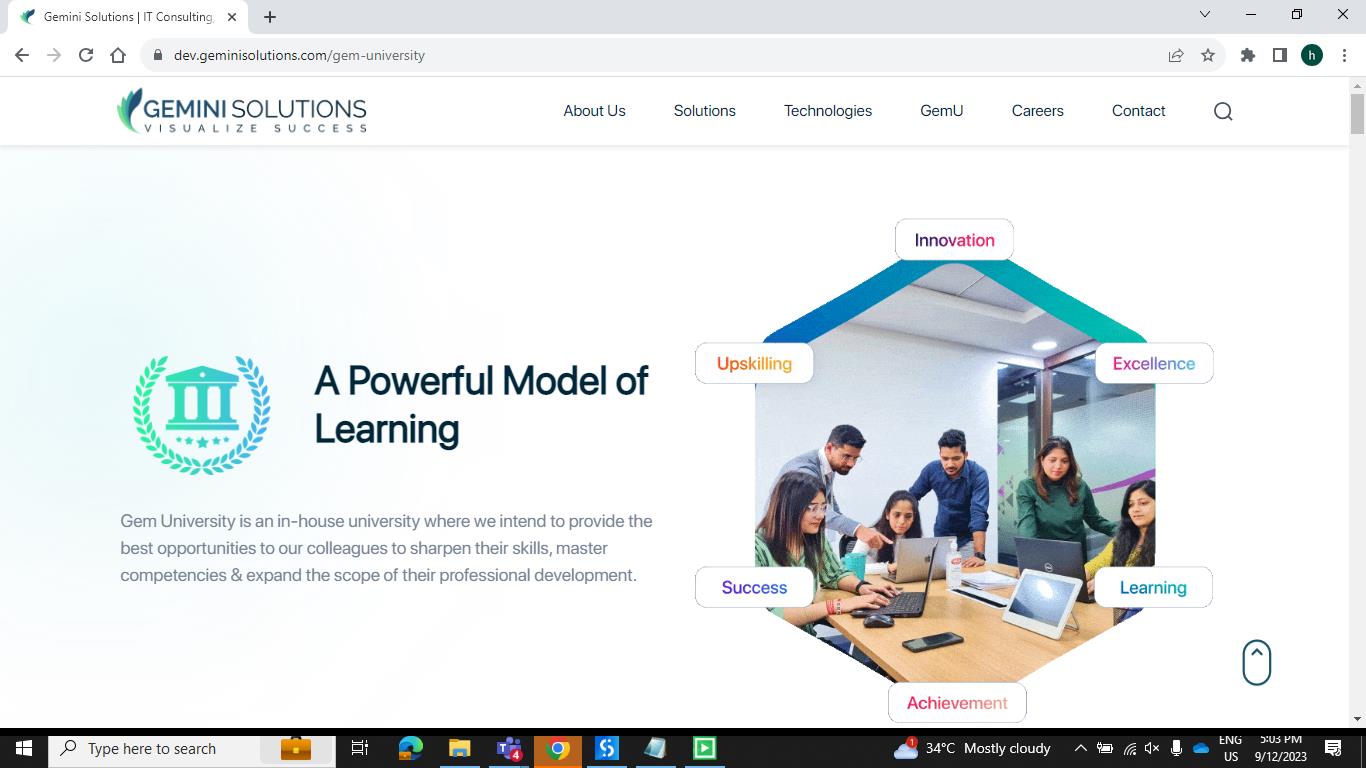 Gemini Solutions | IT Consulting,
dev.geminisolutions.com/gem-university
h
GEMINI SOLUTIONS
VISUALIZE SUCCESS
About Us
Solutions
Technologies
GemU
Careers
Contact
Innovation
Upskilling
Excellence
A Powerful Model of
Learning
Gem University is an in-house university where we intend to provide the
best opportunities to our colleagues to sharpen their skills, master
competencies & expand the scope of their professional development.
Success
Learning
Achievement
Type here to search
4
1
34°C Mostly cloudy
ENG
US
5:03 PM
9/12/2023